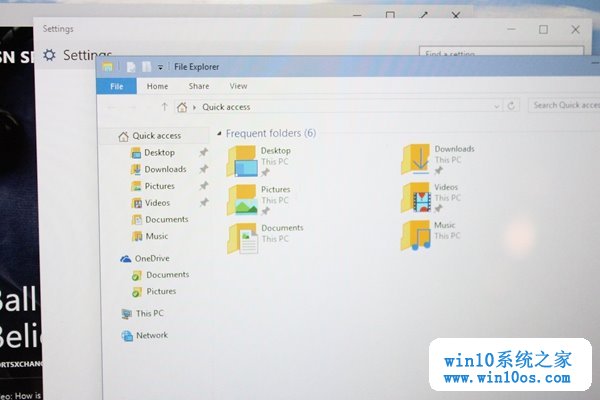 SN SP
Settings
Settings
Find a setting
File Explorer
File
Home
Share
View
Quick access
Search Quick access
Quick access
Desktop
Downloads
Pictures
Videos
Documents
Music
OneDrive
Documents
Pictures
This PC
Network
Frequent folders (6)
Desktop
This PC
Downloads
This PC
Pictures
This PC
Videos
This PC
Documents
This PC
Music
This PC
Ball
Belie
ORTSXCHANG
deo: How is
win10系统之家
www.win10os.com